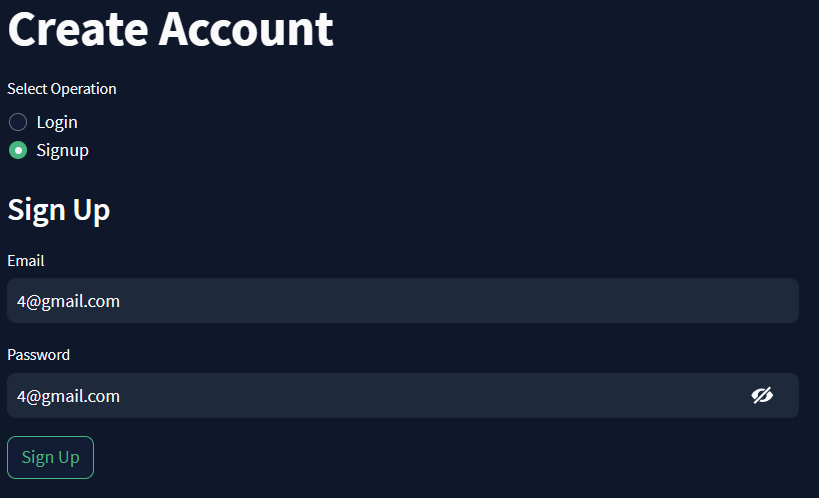 Create Account
Select Operation
Login
Signup
Sign Up
Email
4@gmail.com
Password
4@gmail.com
Sign Up